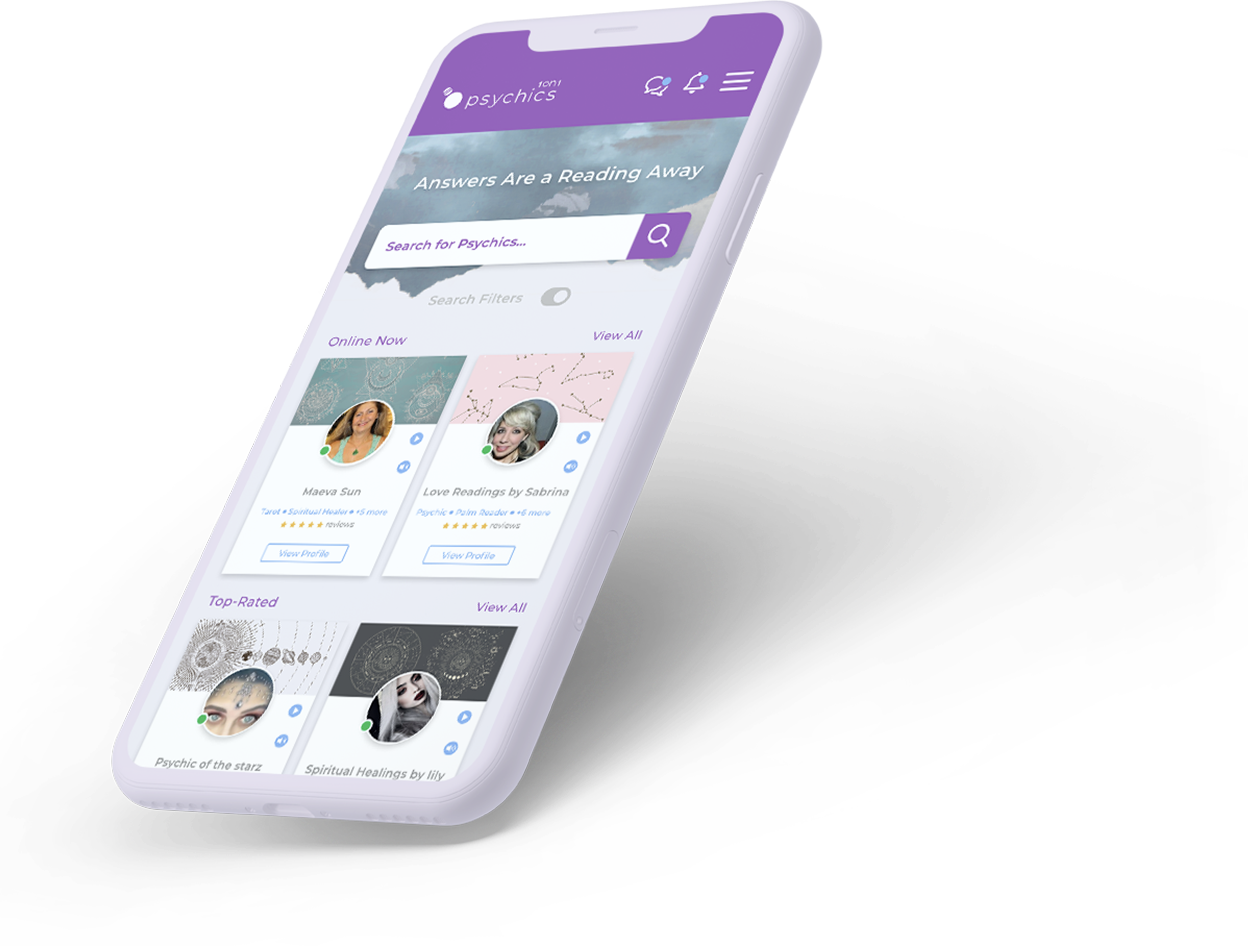 1on1
psychics
Answers Are a Reading Away
Search for Psychics...
Search Filters
Online Now
View All
Maeva Sun
Tarot • Spiritual Healer • +5 more
reviews
View Profile
Love Readings by Sabrina
Psychic • Palm Reader • +6 more
reviews
View Profile
Top-Rated
View All
Psychic of the starz
Spiritual Healings by lily